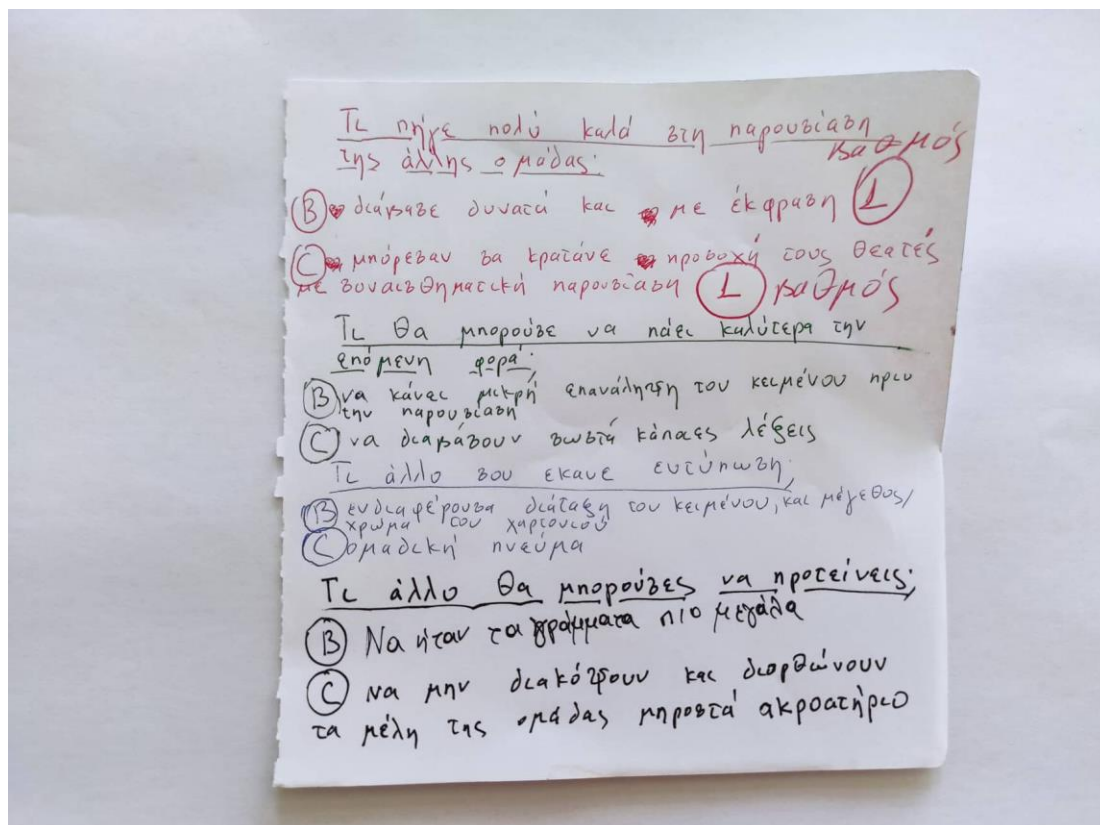 Τι πήγε πολύ καλά στη παρουσίαση
της άλλης ομάδας; βαθμός
Β διάβασε δυνατά και με έκφραση 1
C μπόρεσαν να κρατάνε προσοχή τους θεατές
με συναισθηματική παρουσίαση 1 βαθμός
Τι θα μπορούσε να πάει καλύτερα την
επόμενη φορά;
Β να κάνει μικρή επανάληψη του κειμένου πριν
την παρουσίαση
C να διαβάσουν σωστά κάποιες λέξεις
Τι άλλο σου εκανε εντύπωση;
Β ενδιαφέρουσα διάταξη του κειμένου, και μέγεθος/
χρώμα του χαρτονιού
C ομαδική πνεύμα
Τι άλλο θα μπορούσες να προτείνεις;
Β Να ήταν τα γράμματα πιο μεγάλα
C να μην διακόπτουν και διορθώνουν
τα μέλη της ομάδας μπροστά ακροατήριο